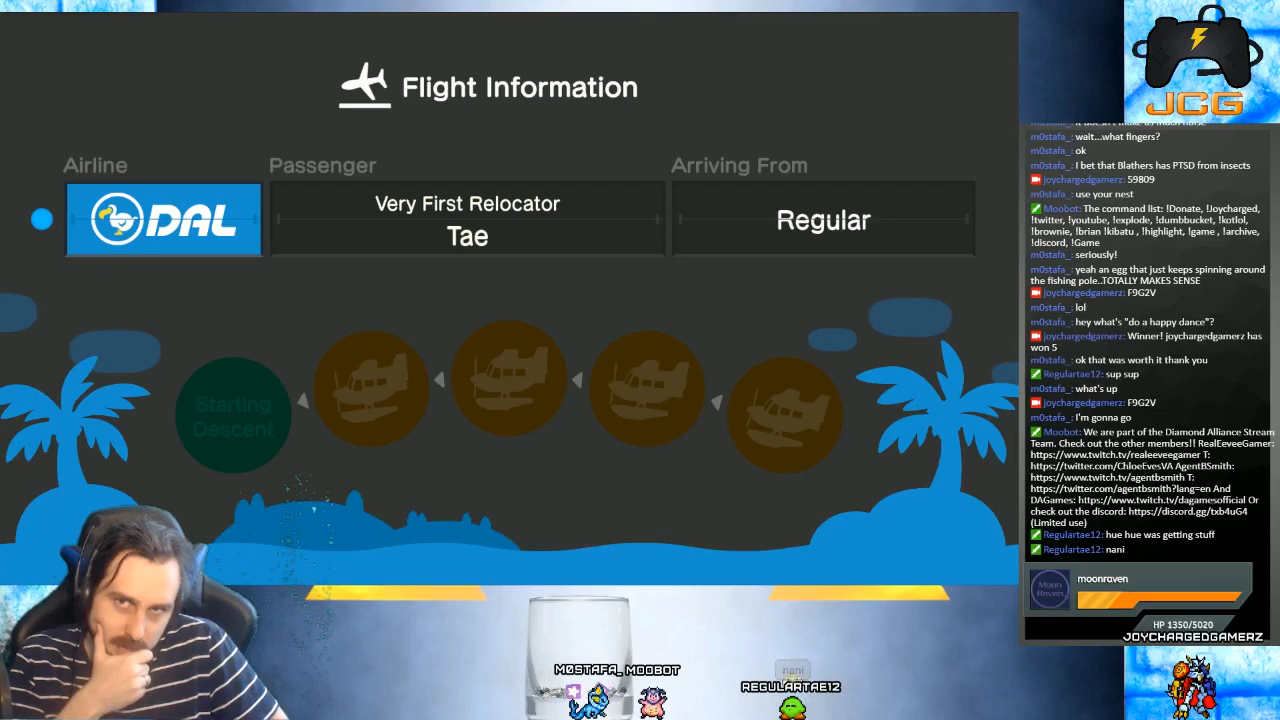 Flight Information
Airline
Passenger
Arriving From
DAL
Very First Relocator
Tae
Regular
Starting
Descent
JCG
m0stafa_: wait...what fingers?
m0stafa_: ok
m0stafa_: I bet that Blathers has PTSD from insects
joychargedgamerz: 59809
m0stafa_: use your nest
Moobot: The command list: !Donate, !Joycharged,
!twitter, !youtube, !explode, !dumbbucket, !kotlol,
!brownie, !brian !kibatu , !highlight, !game , !archive,
!discord, !Game
m0stafa_: seriously!
m0stafa_: yeah an egg that just keeps spinning around
the fishing pole..TOTALLY MAKES SENSE
joychargedgamerz: F9G2V
m0stafa_: lol
m0stafa_: hey what's "do a happy dance"?
joychargedgamerz: Winner! joychargedgamerz has
won 5
m0stafa_: ok that was worth it thank you
Regulartae12: sup sup
m0stafa_: what's up
joychargedgamerz: F9G2V
m0stafa_: I'm gonna go
Moobot: We are part of the Diamond Alliance Stream
Team. Check out the other members!! RealEeveeGamer:
https://www.twitch.tv/realeeveegamer T:
https://twitter.com/ChloeEvesVA AgentBSmith:
https://www.twitch.tv/agentbsmith T:
https://twitter.com/agentbsmith?lang=en And
DAGames: https://www.twitch.tv/dagamesofficial Or
check out the discord: https://discord.gg/txb4uG4
(Limited use)
Regulartae12: hue hue was getting stuff
Regulartae12: nani
Moon
Raven
moonraven
HP 1350/5020
JOYCHARGEDGAMERZ
M0STAFA_ MOOBOT
nani
REGULARTAE12